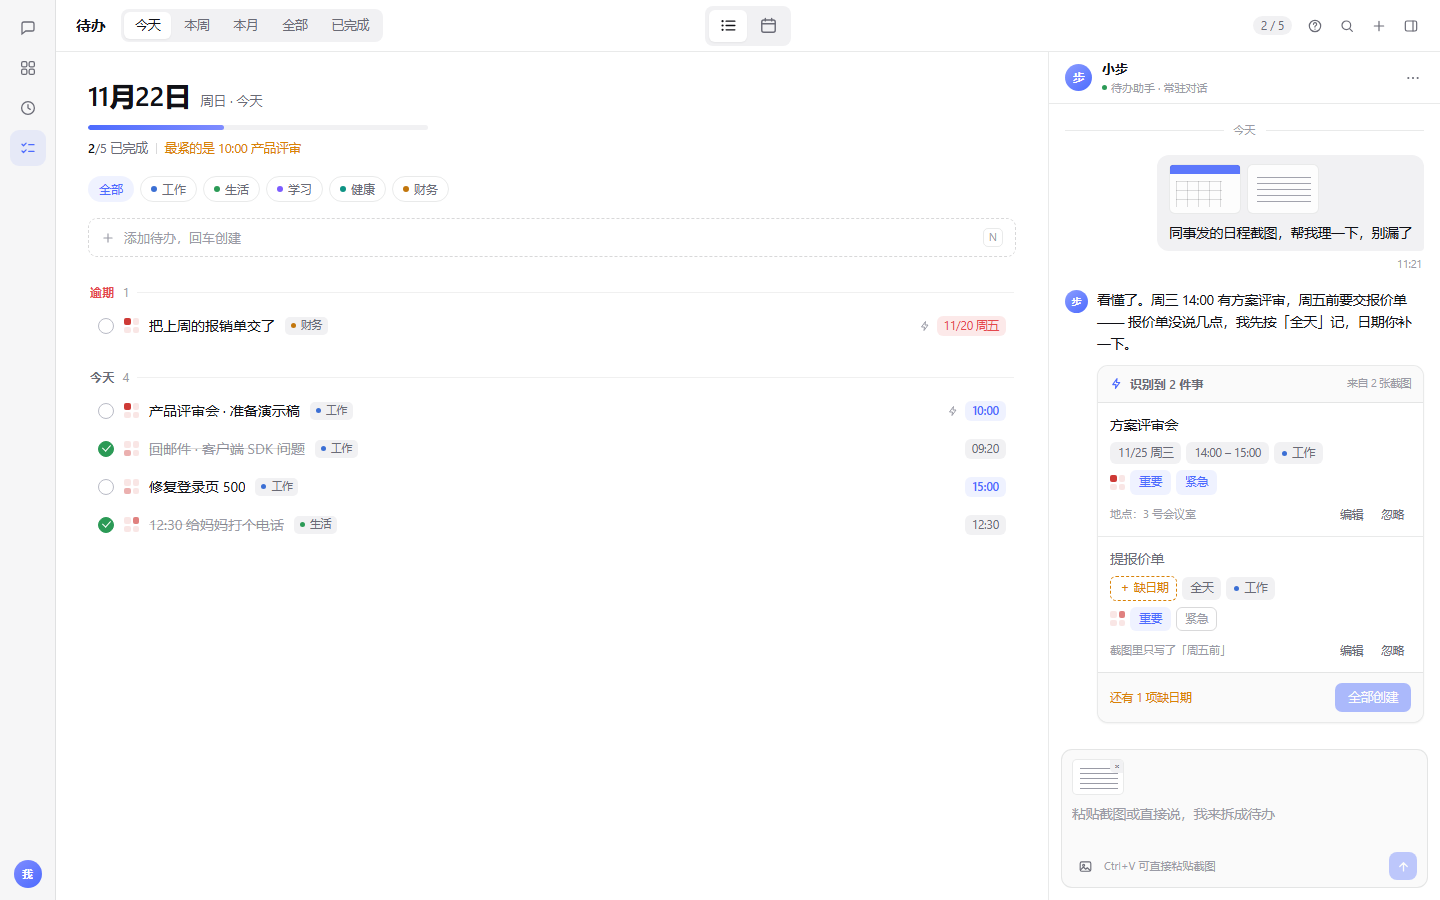 待办
今天 本周 本月 全部 已完成
2 / 5
11月22日 周日 · 今天
2/5 已完成 | 最紧的是 10:00 产品评审
全部 工作 生活 学习 健康 财务
+ 添加待办，回车创建 N
逾期 1
把上周的报销单交了 财务 11/20 周五
今天 4
产品评审会 · 准备演示稿 工作 10:00
回邮件 · 客户端 SDK 问题 工作 09:20
修复登录页 500 工作 15:00
12:30 给妈妈打个电话 生活 12:30
我
步 小步
待办助手 · 常驻对话
今天
同事发的日程截图，帮我理一下，别漏了
11:21
步 看懂了。周三 14:00 有方案评审，周五前要交报价单
—— 报价单没说几点，我先按「全天」记，日期你补
一下。
识别到 2 件事 来自 2 张截图
方案评审会
11/25 周三 14:00 – 15:00 工作
重要 紧急
地点：3 号会议室 编辑 忽略
提报价单
+ 缺日期 全天 工作
重要 紧急
截图里只写了「周五前」 编辑 忽略
还有 1 项缺日期 全部创建
×
粘贴截图或直接说，我来拆成待办
Ctrl+V 可直接粘贴截图